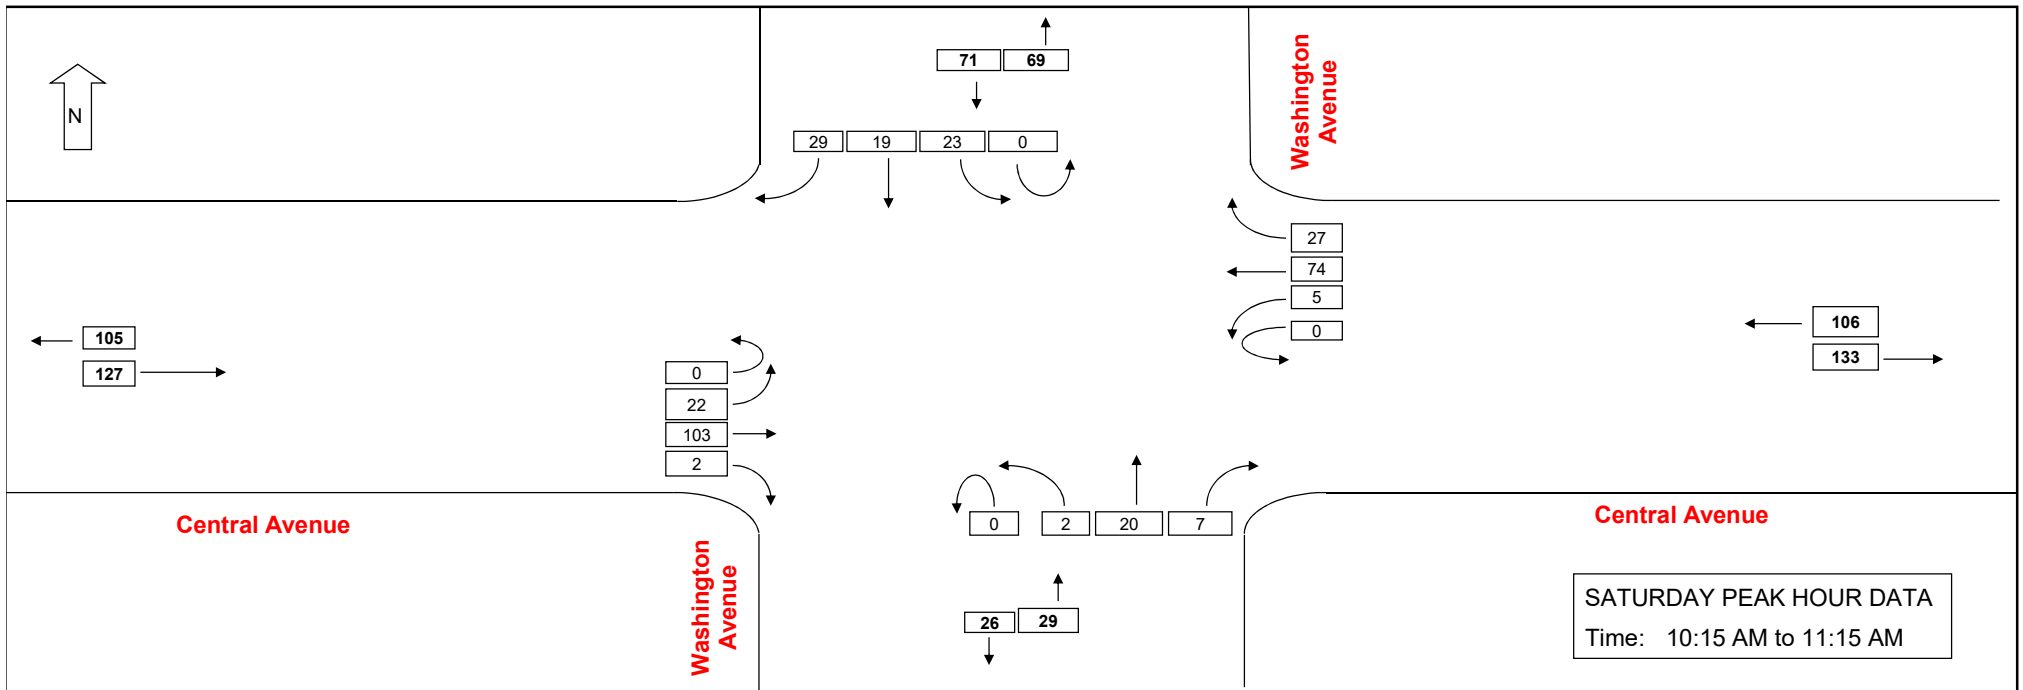 71 69
N
Washington
Avenue
29 19 23 0
27
74
5
0
105
127
106
133
0
22
103
2
0 2 20 7
Central Avenue
Central Avenue
Washington
Avenue
26 29
SATURDAY PEAK HOUR DATA
Time: 10:15 AM to 11:15 AM